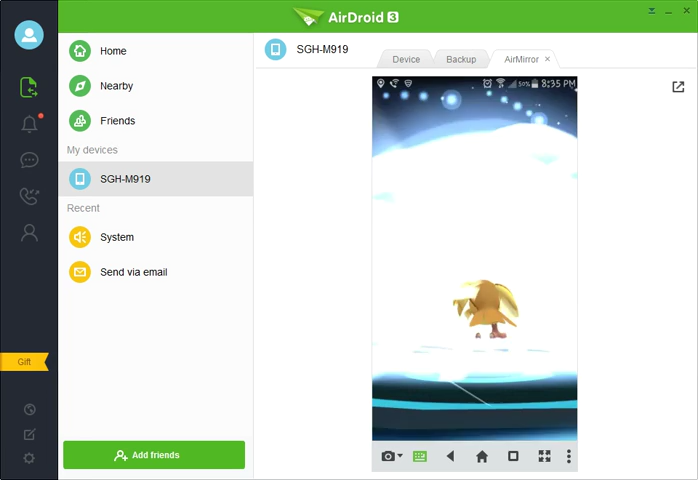 AirDroid 3
SGH-M919
Device
Backup
AirMirror
Home
Nearby
Friends
My devices
SGH-M919
Recent
System
Send via email
Gift
Add friends
50% 8:35 PM